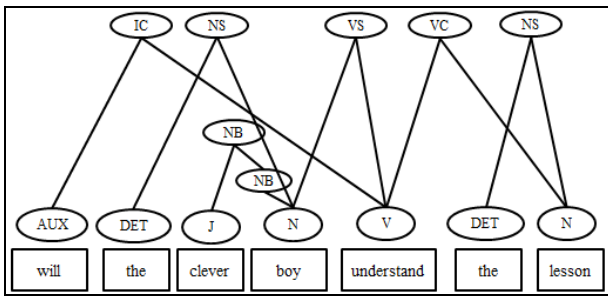 IC NS VS VC NS
NB
NB
AUX DET J N V DET N
will the clever boy understand the lesson